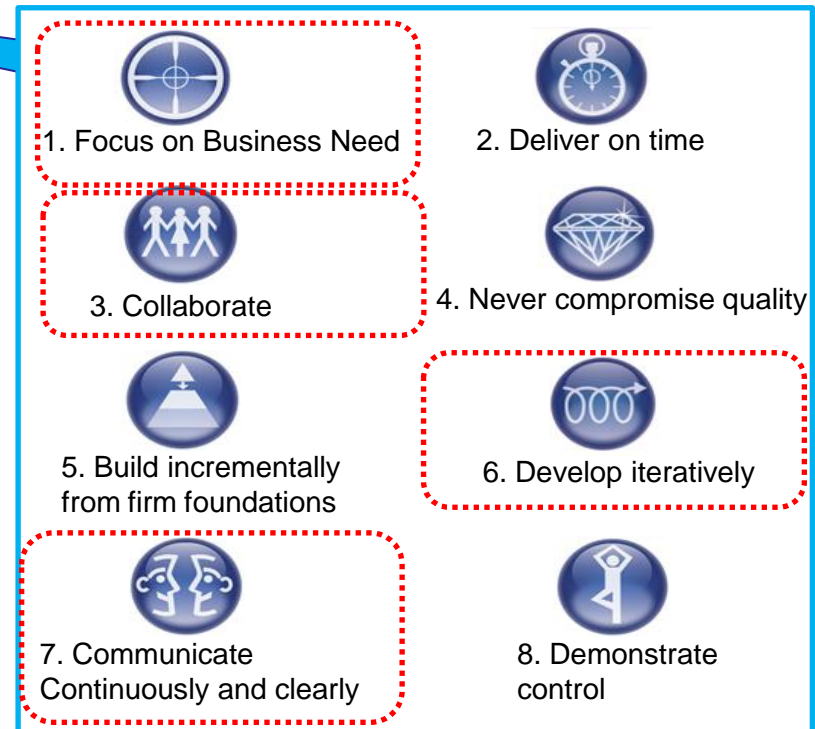 1. Focus on Business Need
2. Deliver on time
3. Collaborate
4. Never compromise quality
5. Build incrementally
from firm foundations
6. Develop iteratively
7. Communicate
Continuously and clearly
8. Demonstrate
control